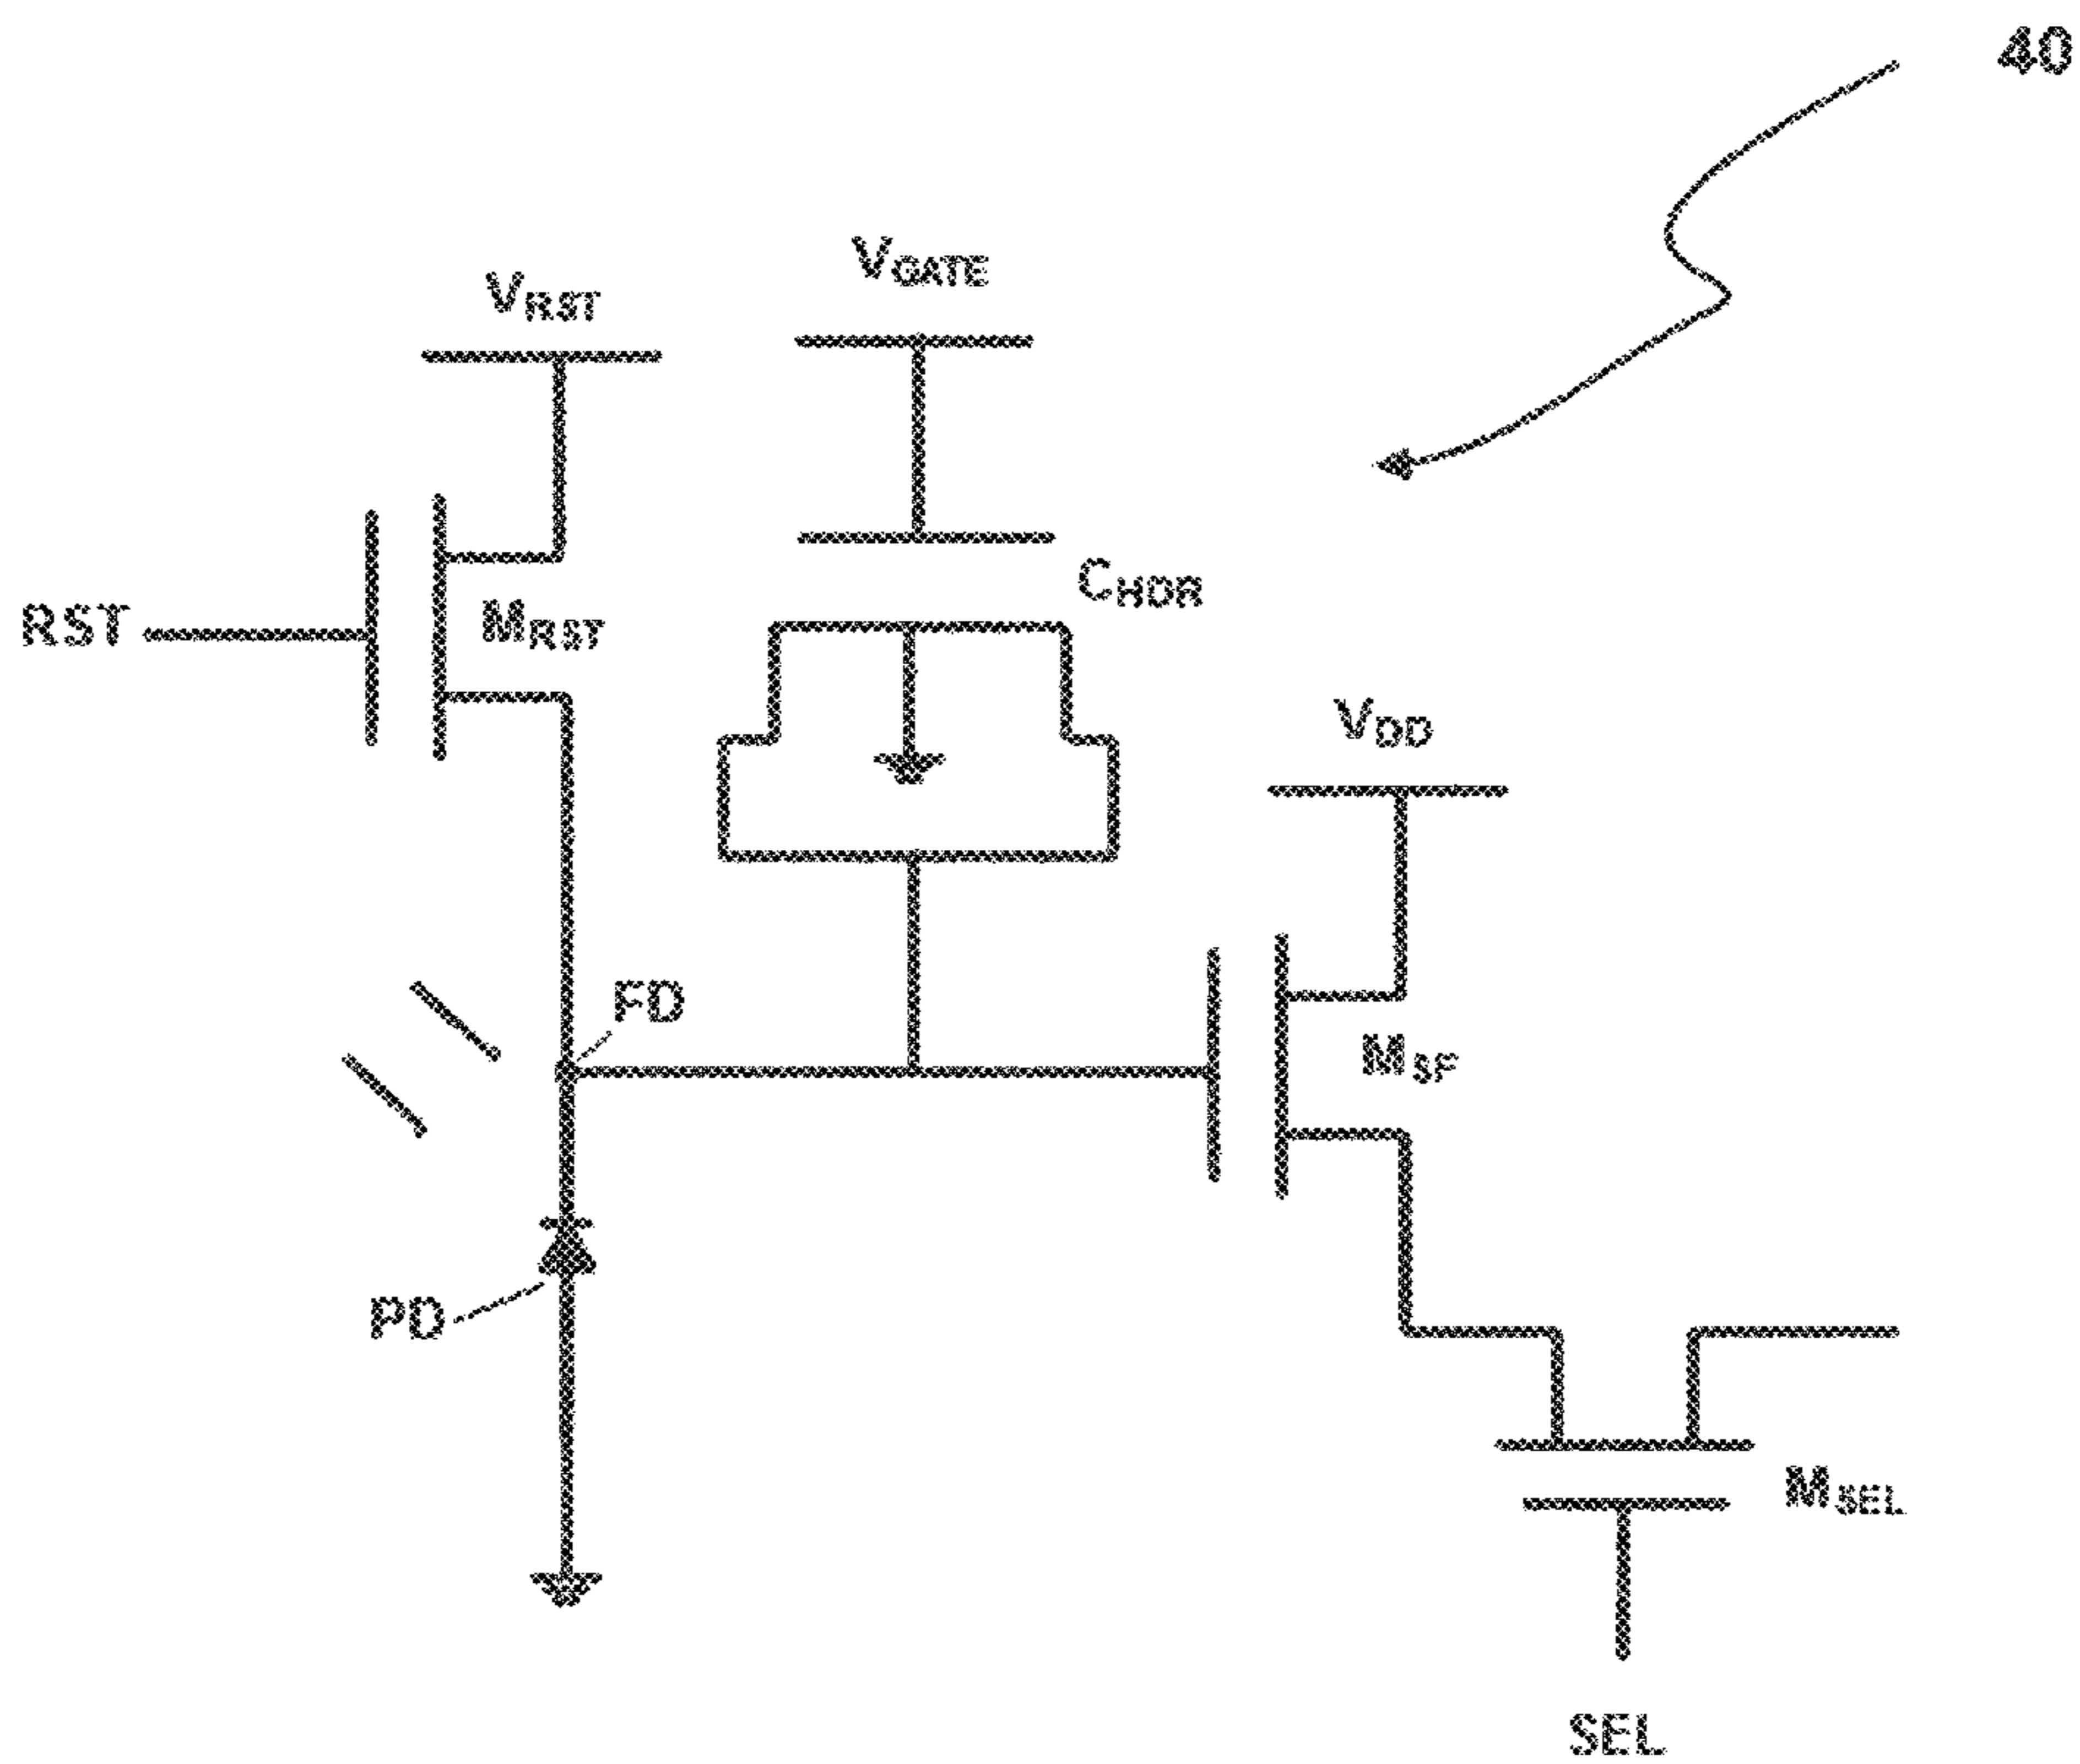 40
VGATE
VRST
CHDR
RST
MRST
VDD
FD
MSF
PD
MSEL
SEL